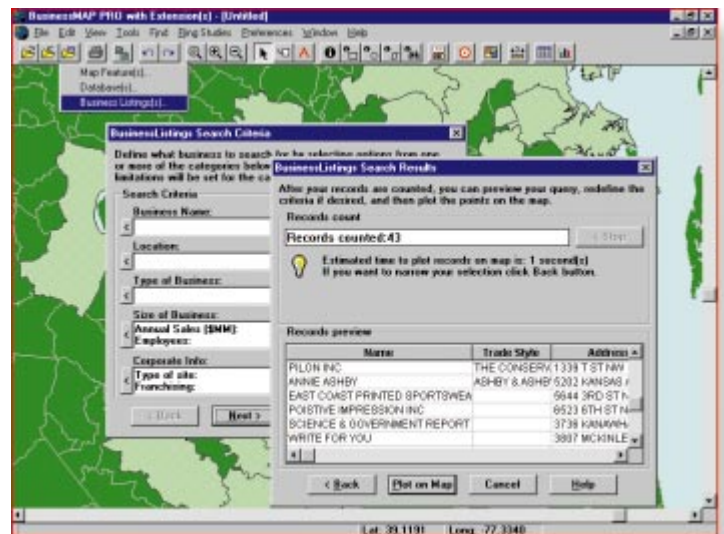 BusinessMAP PRO with Extension(s) - [Untitled]
File Edit View Tools Find Ring Studies Preferences Window Help
Map Feature(s)...
Database(s)...
Business Listings(s)...
BusinessListings Search Criteria
Define what business to search for be selecting options from one
or more of the categories below
limitations will be set for the ca
Search Criteria
Business Name:
Location:
Type of Business:
Size of Business:
Annual Sales ($MM):
Employees:
Corporate Info:
Type of site:
Franchising:
< Back Next >
BusinessListings Search Results
After your records are counted, you can preview your query, redefine the
criteria if desired, and then plot the points on the map.
Records count
Records counted:43
< Stop
Estimated time to plot records on map is: 1 second(s)
If you want to narrow your selection click Back button.
Records preview
Name Trade Style Address
PILON INC THE CONSERV 1339 T ST NW
ANNIE ASHBY ASHBY & ASHBY 5202 KANSAS
EAST COAST PRINTED SPORTSWEA 5644 3RD ST N
POISTIVE IMPRESSION INC 6523 6TH ST N
SCIENCE & GOVERNMENT REPORT 3736 KANAWH
WRITE FOR YOU 3807 MCKINLE
< Back Plot on Map Cancel Help
Lat: 39.1191 Long: -77.3340